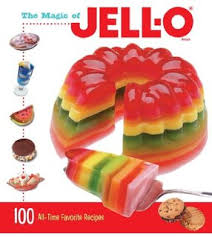 The Magic of
JELL-O
®
100 All-Time Favorite Recipes